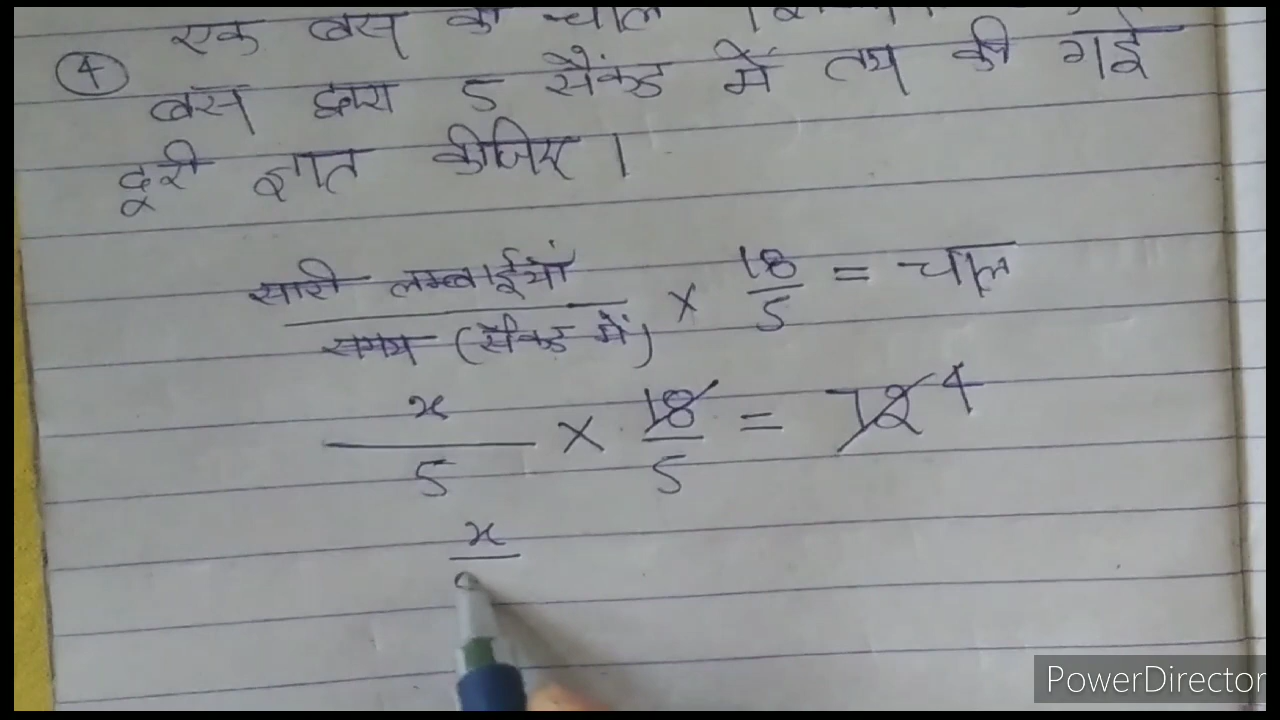 एक बस की चाल
④ बस द्वारा 5 सैकंड में तय की गई
दूरी ज्ञात कीजिए।
सारी लम्बाईयों
समय (सैकंड में) × 18/5 = चाल
x/5 × 18/5 = 72 4
x
PowerDirector